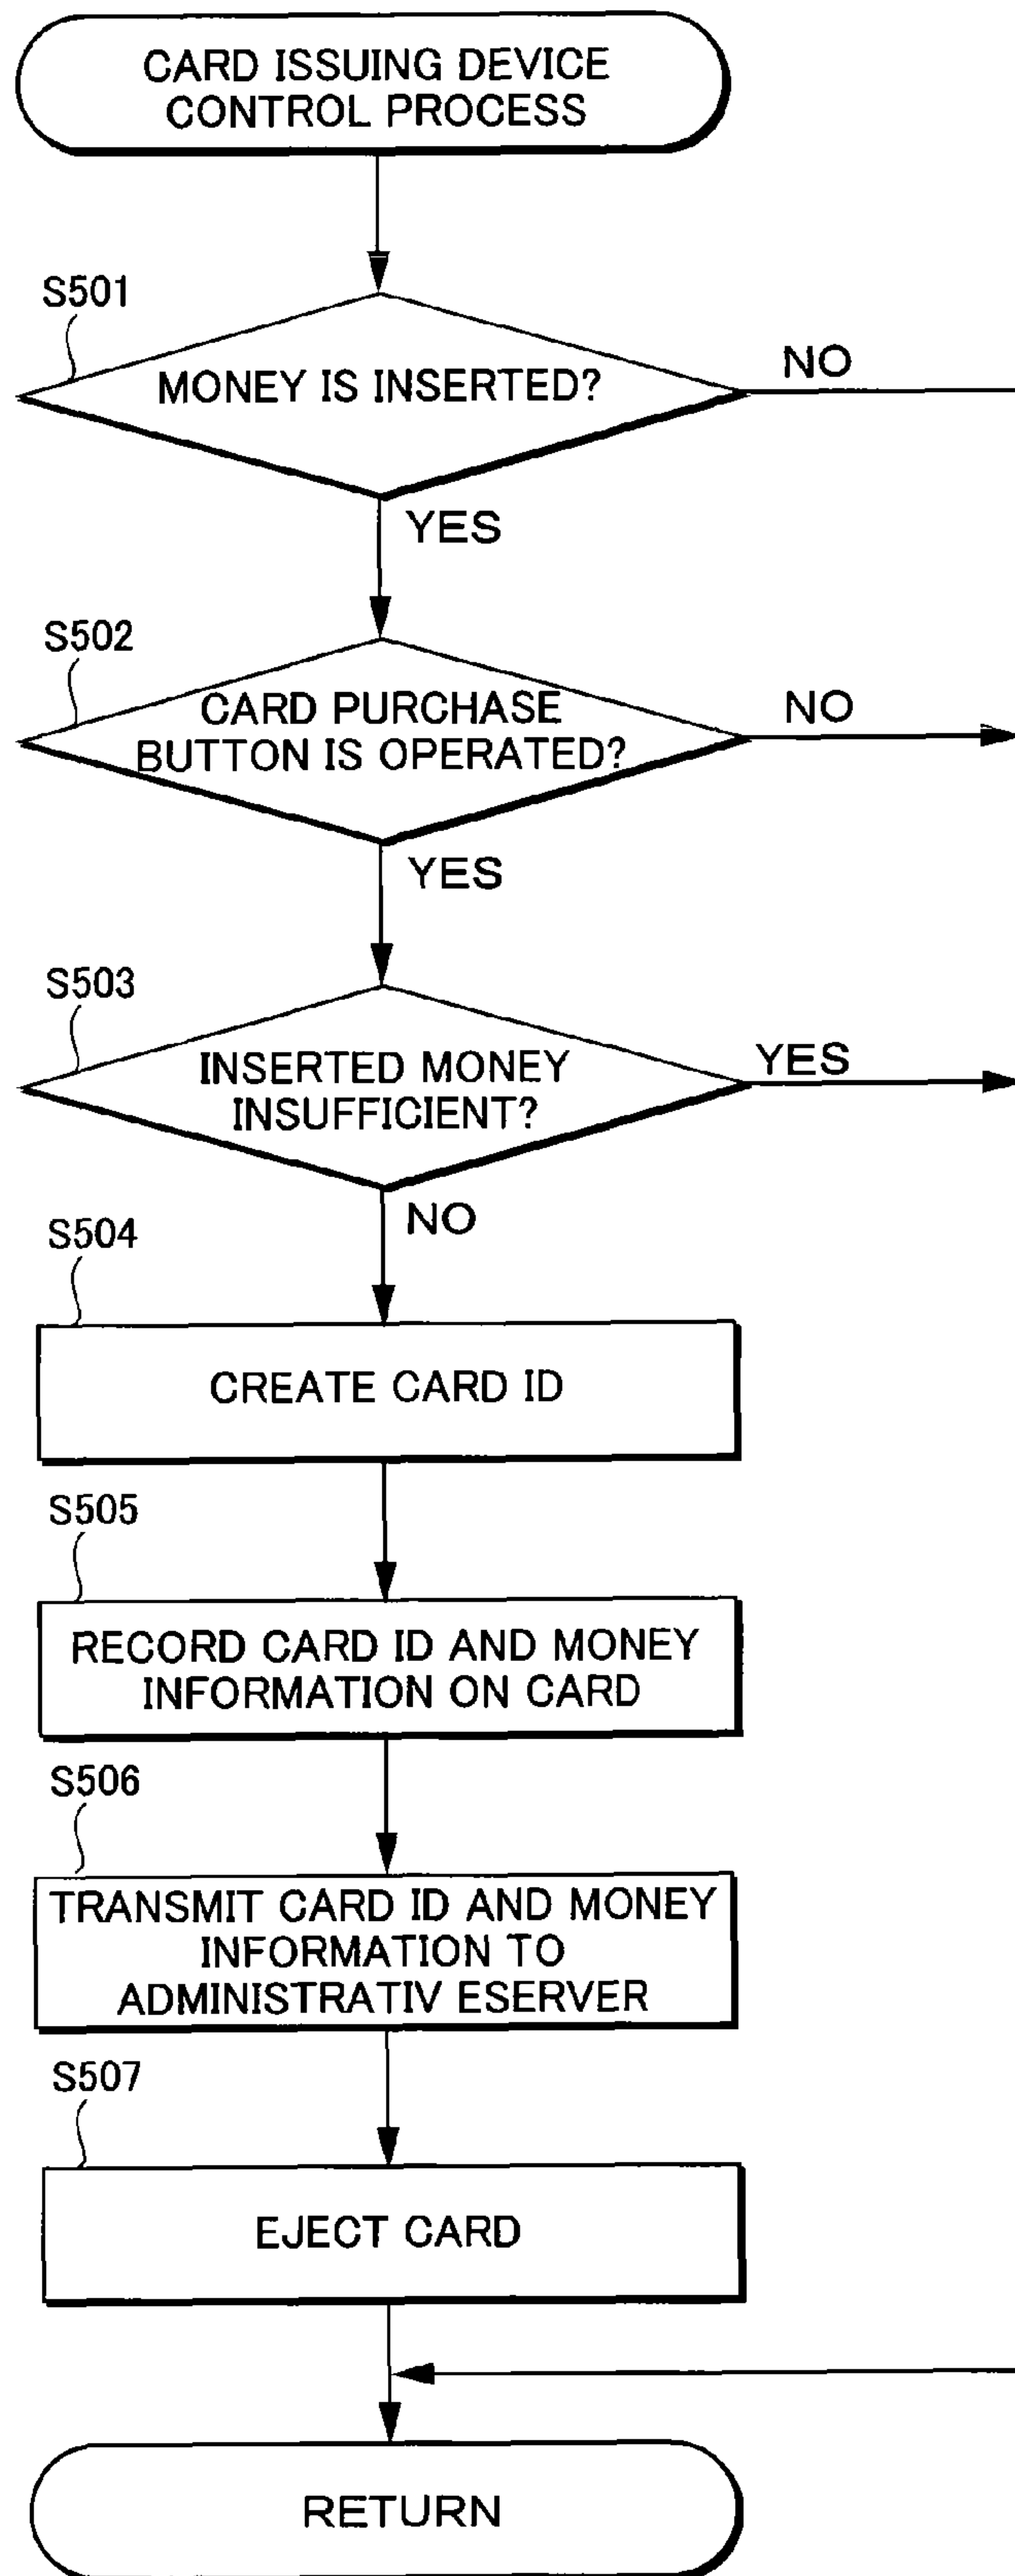 CARD ISSUING DEVICE
CONTROL PROCESS
S501
MONEY IS INSERTED?
NO
YES
S502
CARD PURCHASE
BUTTON IS OPERATED?
NO
YES
S503
INSERTED MONEY
INSUFFICIENT?
YES
NO
S504
CREATE CARD ID
S505
RECORD CARD ID AND MONEY
INFORMATION ON CARD
S506
TRANSMIT CARD ID AND MONEY
INFORMATION TO
ADMINISTRATIV ESERVER
S507
EJECT CARD
RETURN